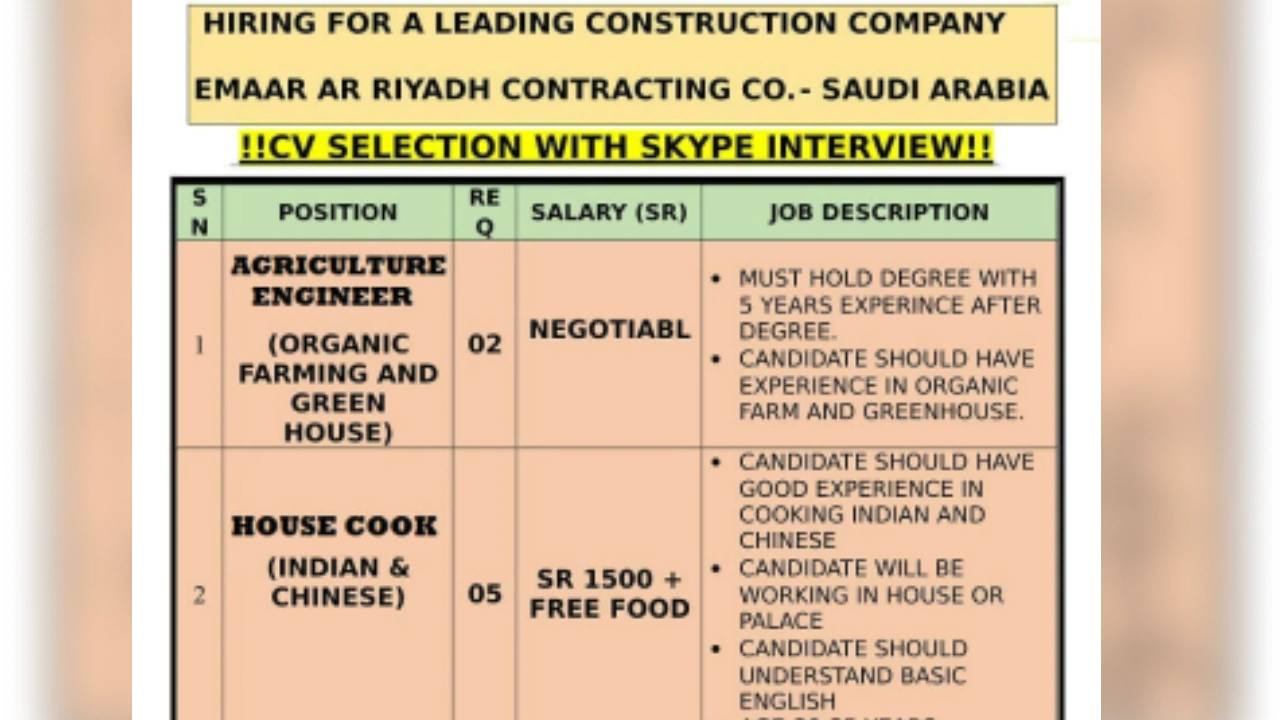 HIRING FOR A LEADING CONSTRUCTION COMPANY
EMAAR AR RIYADH CONTRACTING CO.- SAUDI ARABIA
!!CV SELECTION WITH SKYPE INTERVIEW!!
S
N
POSITION
RE
Q
SALARY (SR)
JOB DESCRIPTION
1
AGRICULTURE
ENGINEER
(ORGANIC
FARMING AND
GREEN
HOUSE)
02
NEGOTIABL
• MUST HOLD DEGREE WITH
5 YEARS EXPERINCE AFTER
DEGREE.
• CANDIDATE SHOULD HAVE
EXPERIENCE IN ORGANIC
FARM AND GREENHOUSE.
2
HOUSE COOK
(INDIAN &
CHINESE)
05
SR 1500 +
FREE FOOD
• CANDIDATE SHOULD HAVE
GOOD EXPERIENCE IN
COOKING INDIAN AND
CHINESE
• CANDIDATE WILL BE
WORKING IN HOUSE OR
PALACE
• CANDIDATE SHOULD
UNDERSTAND BASIC
ENGLISH